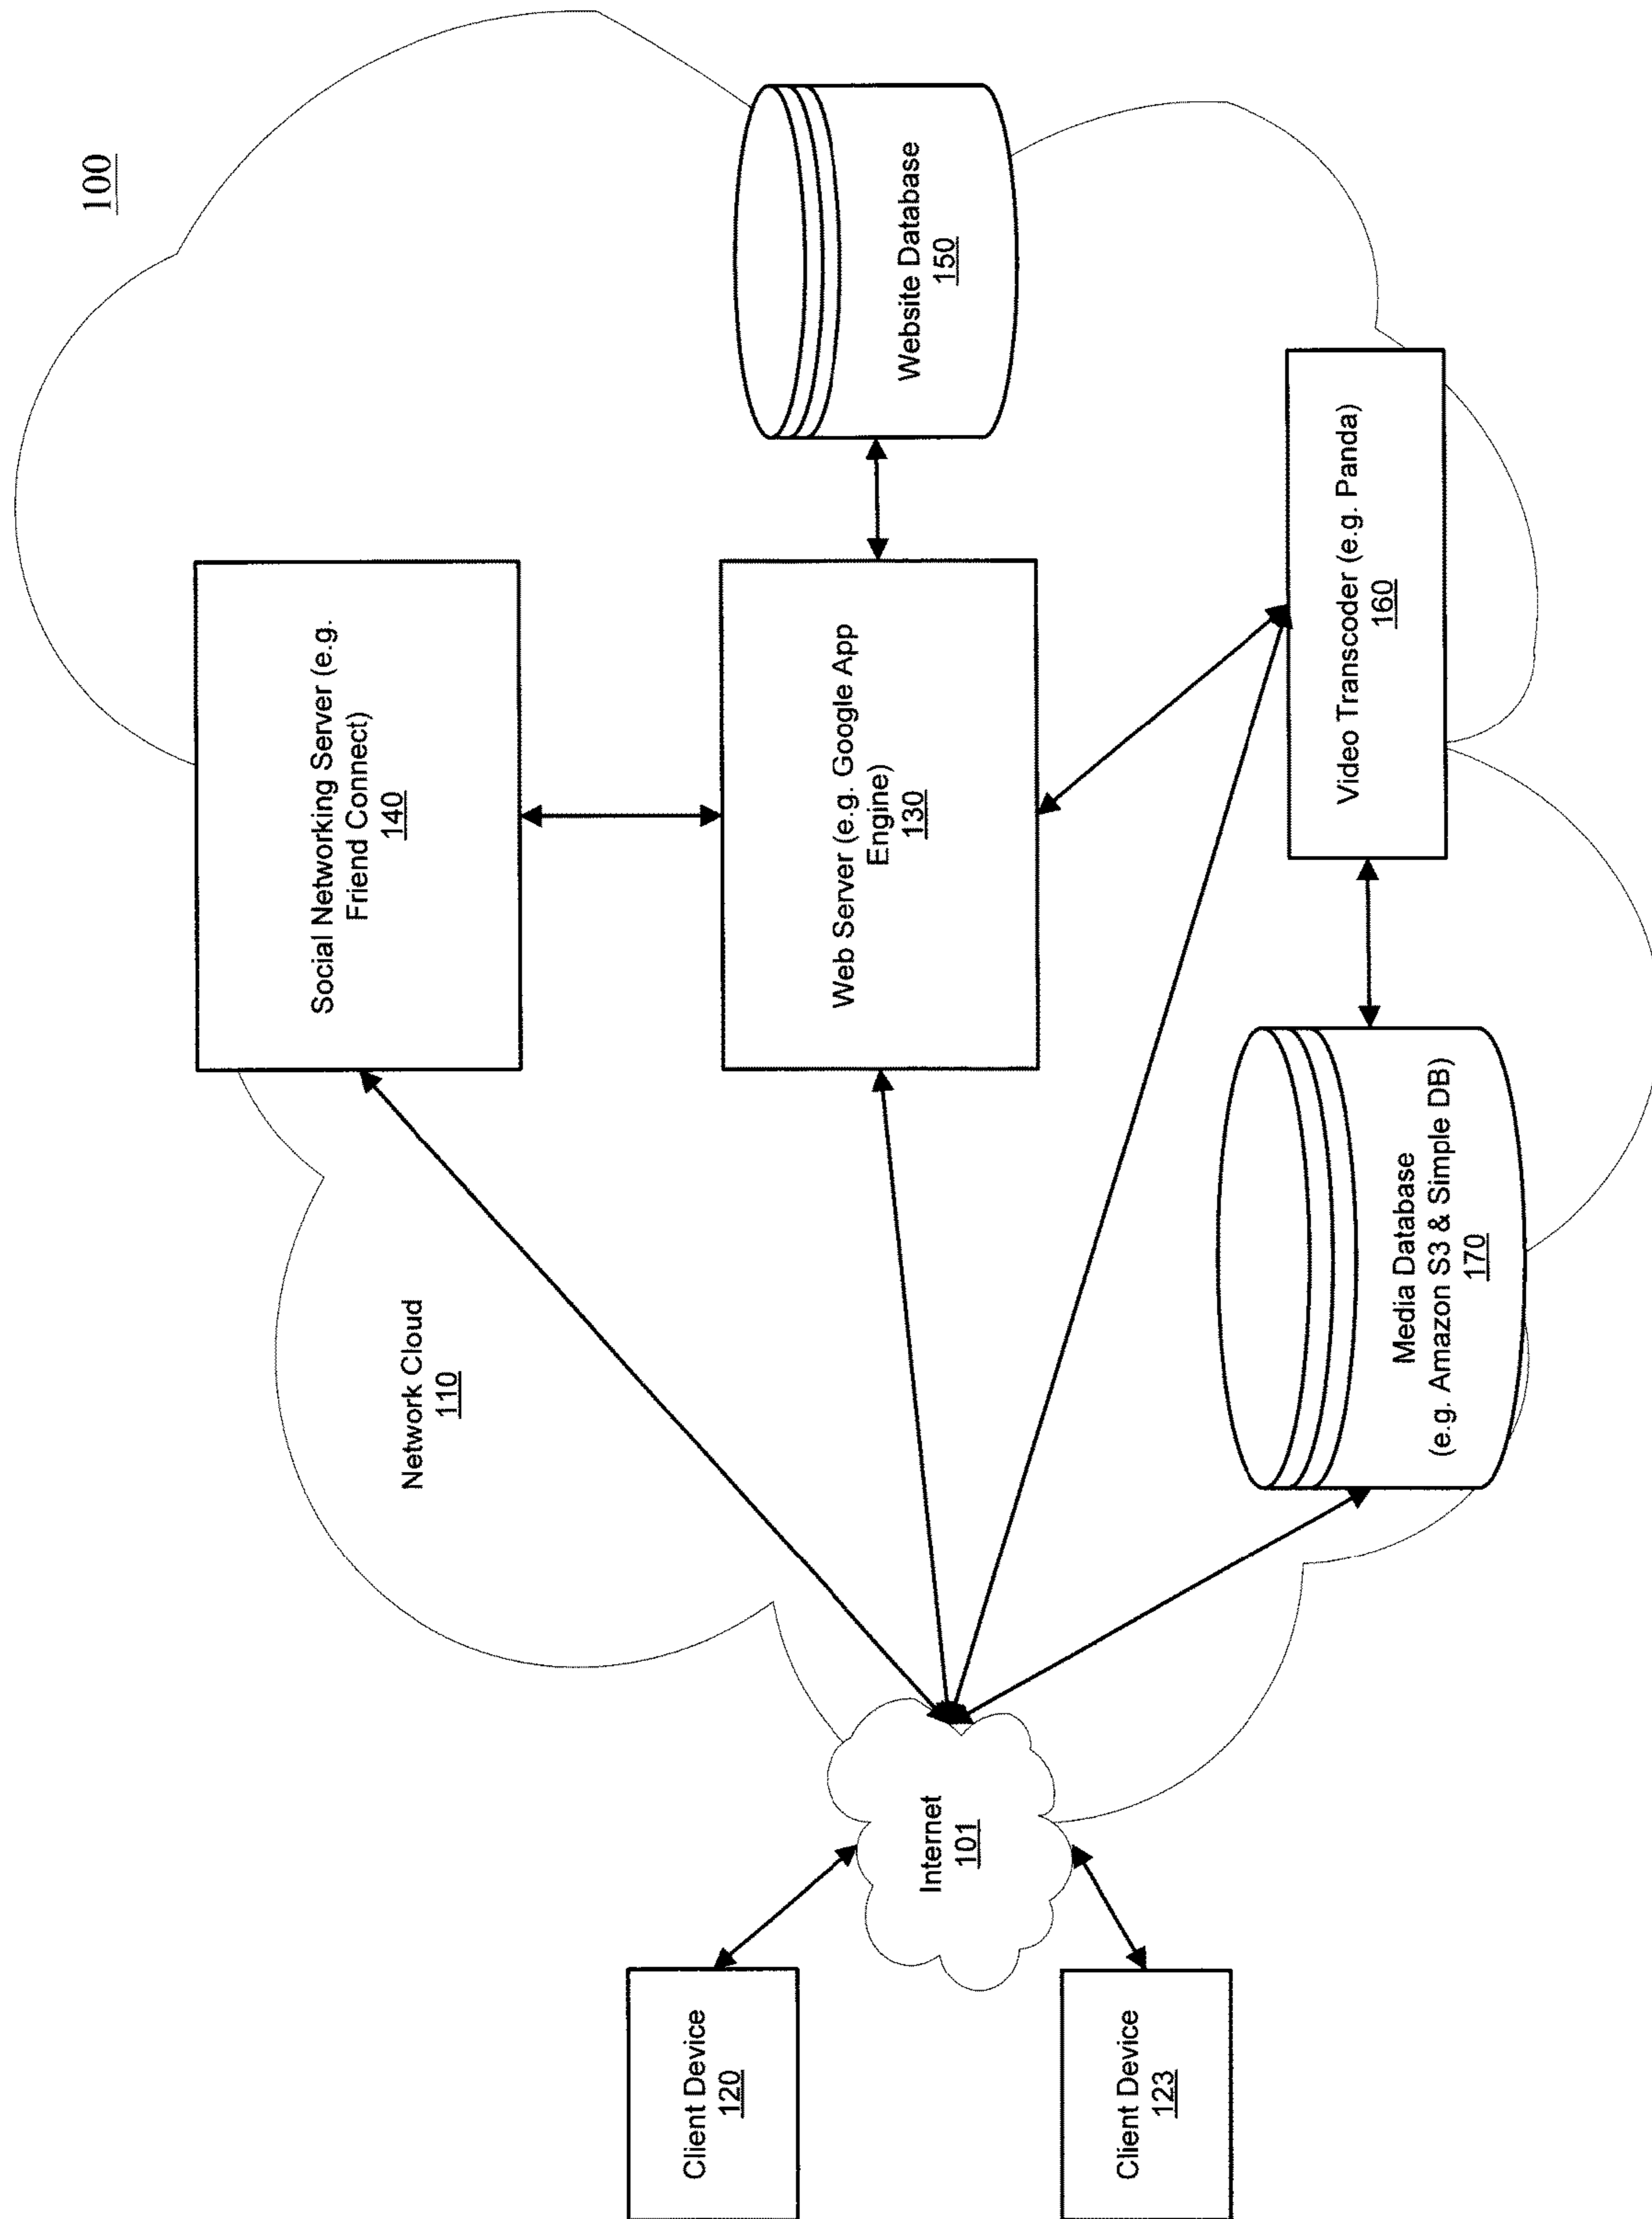 100
Social Networking Server (e.g.
Friend Connect)
140
Network Cloud
110
Website Database
150
Web Server (e.g. Google App
Engine)
130
Client Device
120
Internet
101
Video Transcoder (e.g. Panda)
160
Media Database
(e.g. Amazon S3 & Simple DB)
170
Client Device
123